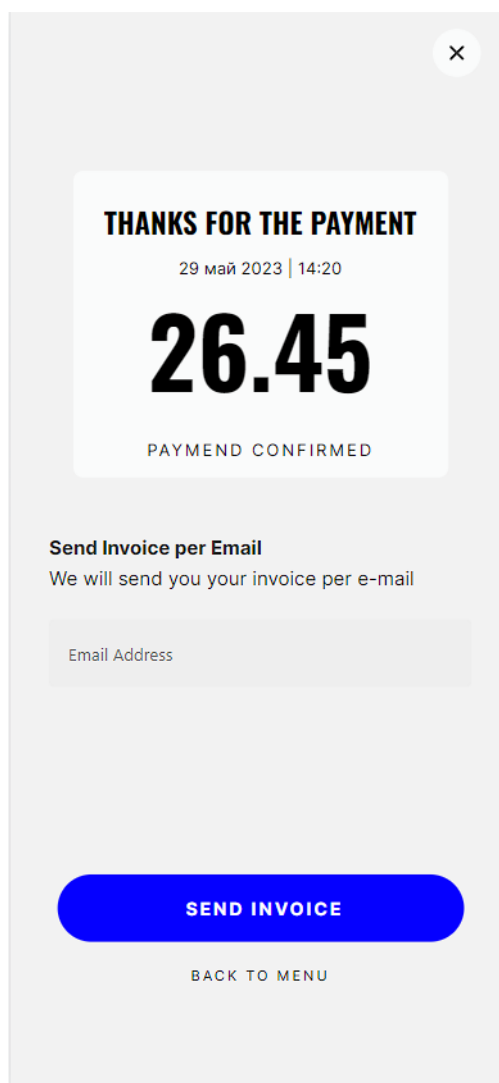 THANKS FOR THE PAYMENT
29 май 2023 | 14:20
26.45
PAYMEND CONFIRMED
Send Invoice per Email
We will send you your invoice per e-mail
Email Address
SEND INVOICE
BACK TO MENU